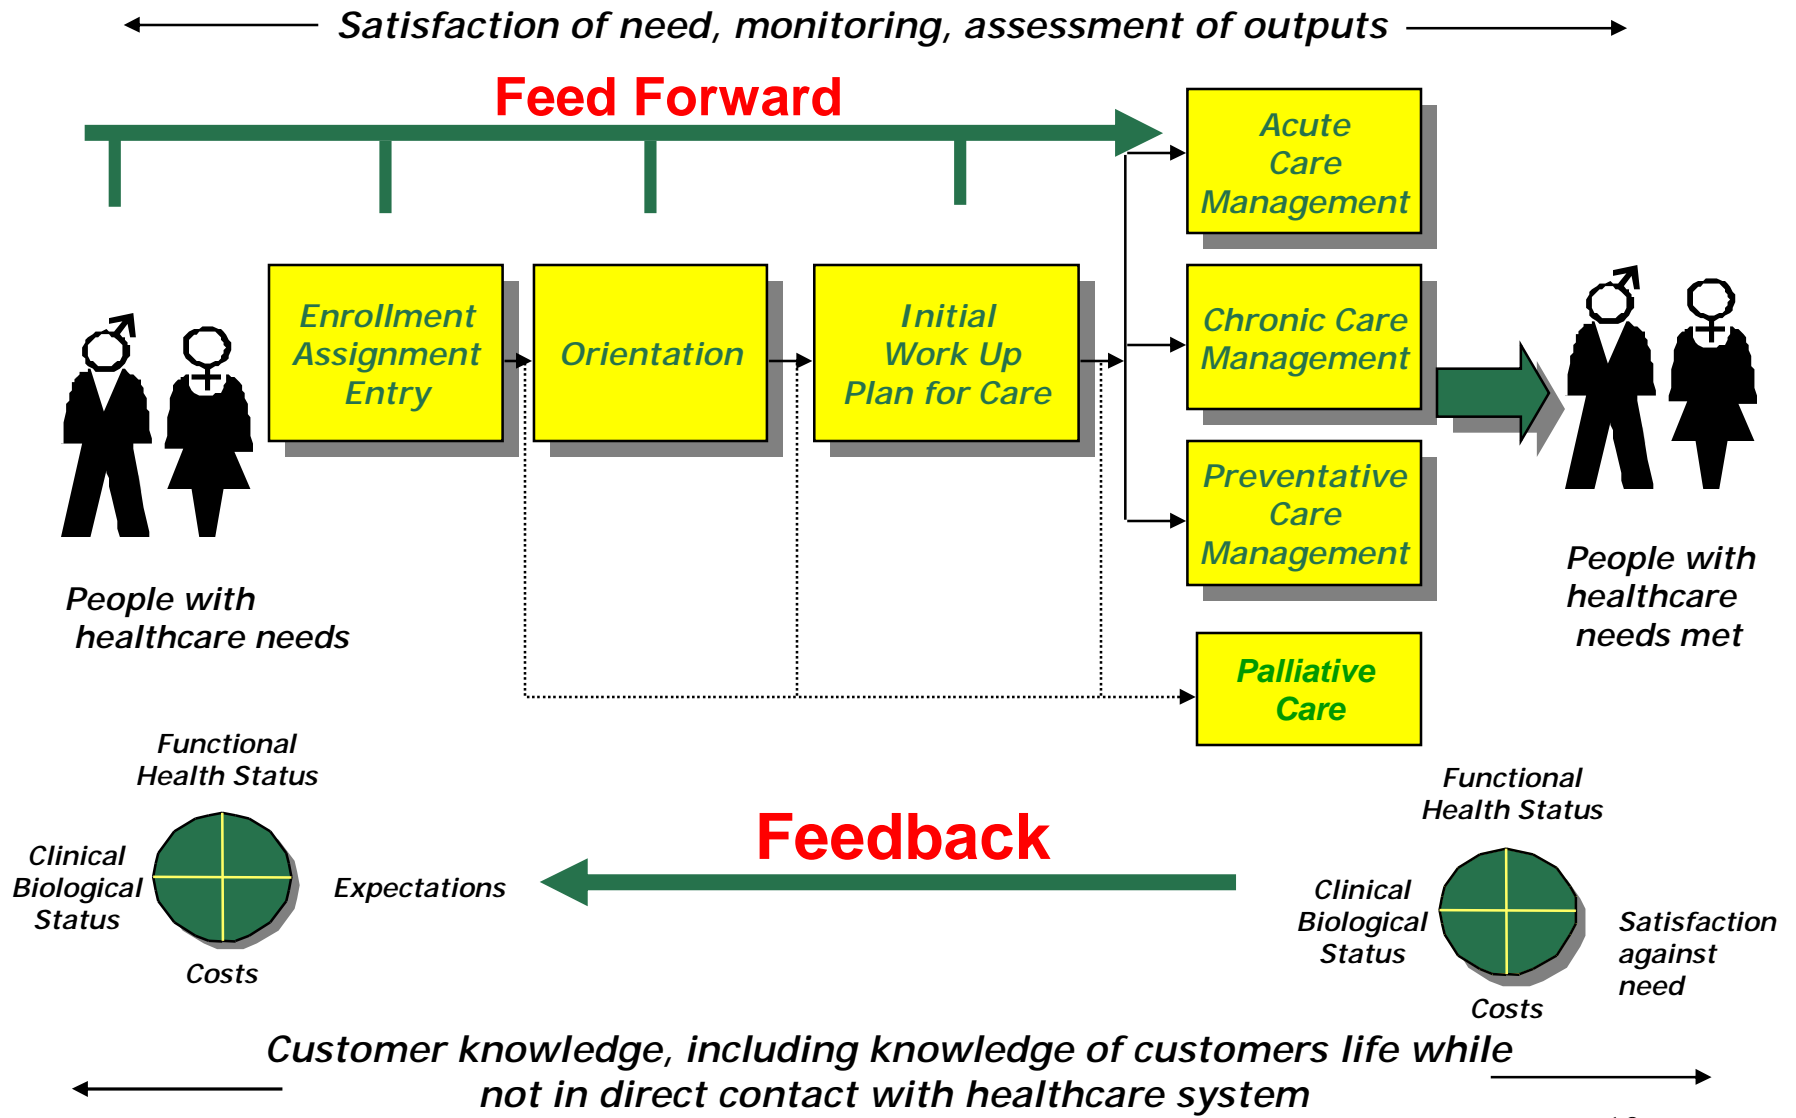 Satisfaction of need, monitoring, assessment of outputs
Feed Forward
Acute
Care
Management
Enrollment
Assignment
Entry
Orientation
Initial
Work Up
Plan for Care
Chronic Care
Management
Preventative
Care
Management
People with
healthcare needs
People with
healthcare
needs met
Palliative
Care
Functional
Health Status
Clinical
Biological
Status
Expectations
Costs
Feedback
Functional
Health Status
Clinical
Biological
Status
Satisfaction
against
need
Costs
Customer knowledge, including knowledge of customers life while
not in direct contact with healthcare system